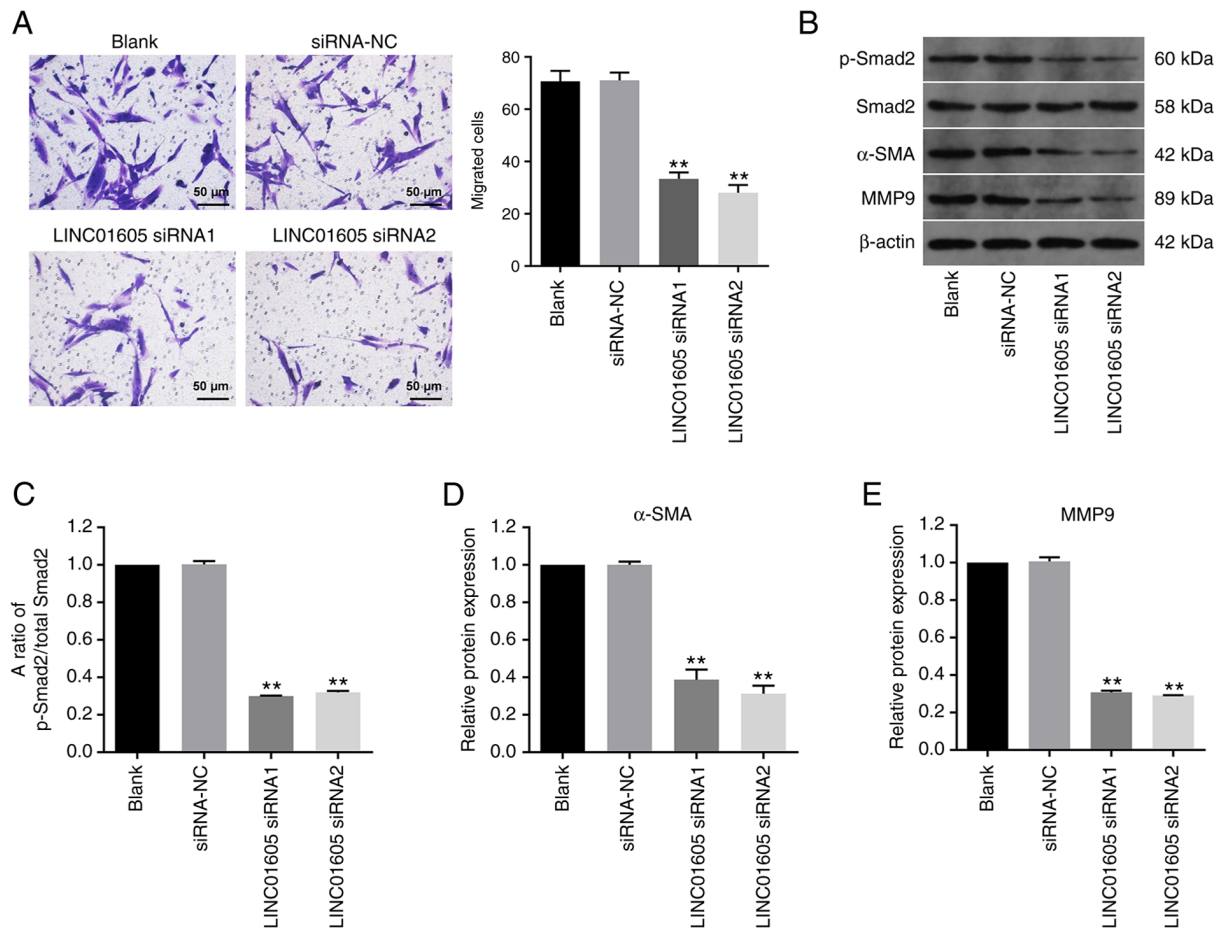 A
Blank
siRNA-NC
50 µm
50 µm
LINC01605 siRNA1
LINC01605 siRNA2
50 µm
50 µm
Migrated cells
80
60
40
20
0
**
**
Blank
siRNA-NC
LINC01605 siRNA1
LINC01605 siRNA2
B
p-Smad2
60 kDa
Smad2
58 kDa
α-SMA
42 kDa
MMP9
89 kDa
β-actin
42 kDa
Blank
siRNA-NC
LINC01605 siRNA1
LINC01605 siRNA2
C
A ratio of
p-Smad2/total Smad2
1.2
1.0
0.8
0.6
0.4
0.2
0.0
**
**
Blank
siRNA-NC
LINC01605 siRNA1
LINC01605 siRNA2
D
α-SMA
Relative protein expression
1.2
1.0
0.8
0.6
0.4
0.2
0.0
**
**
Blank
siRNA-NC
LINC01605 siRNA1
LINC01605 siRNA2
E
MMP9
Relative protein expression
1.2
1.0
0.8
0.6
0.4
0.2
0.0
**
**
Blank
siRNA-NC
LINC01605 siRNA1
LINC01605 siRNA2